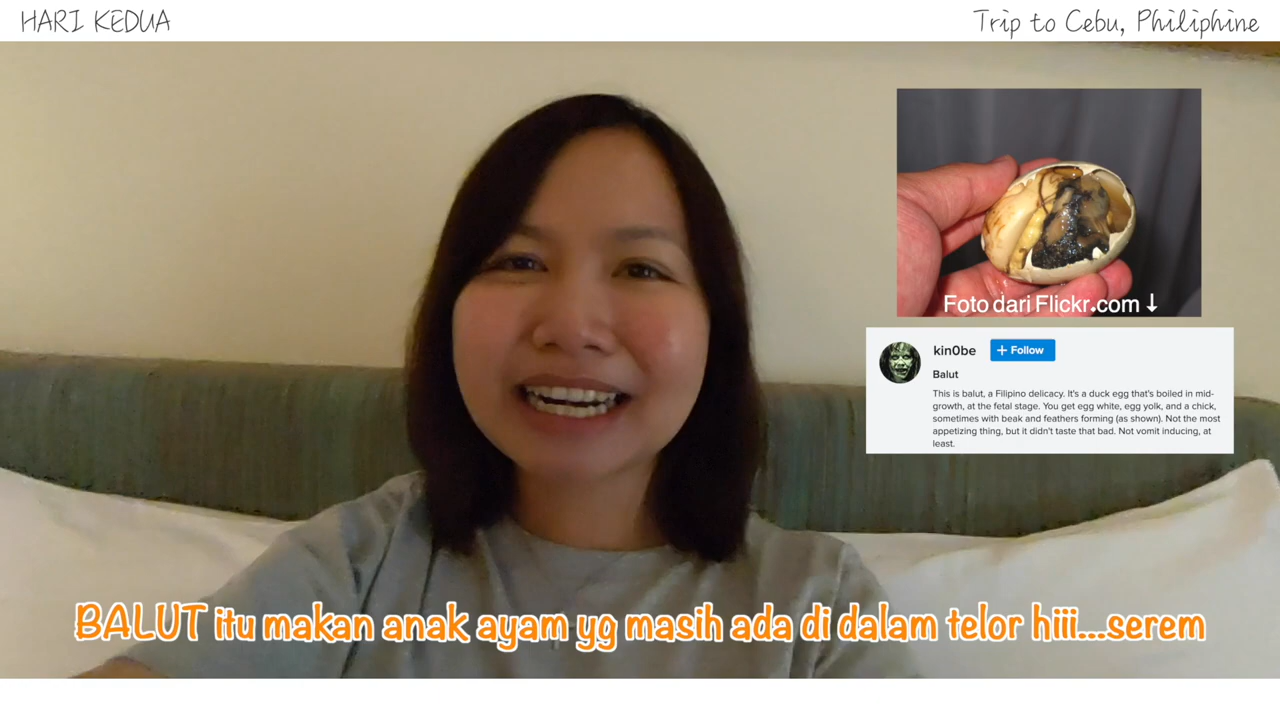 HARI KEDUA
Trip to Cebu, Philiphine
Foto dari Flickr.com ↓
kin0be
+ Follow
Balut
This is balut, a Filipino delicacy. It's a duck egg that's boiled in mid-
growth, at the fetal stage. You get egg white, egg yolk, and a chick,
sometimes with beak and feathers forming (as shown). Not the most
appetizing thing, but it didn't taste that bad. Not vomit inducing, at
least.
BALUT itu makan anak ayam yg masih ada di dalam telor hiii...serem